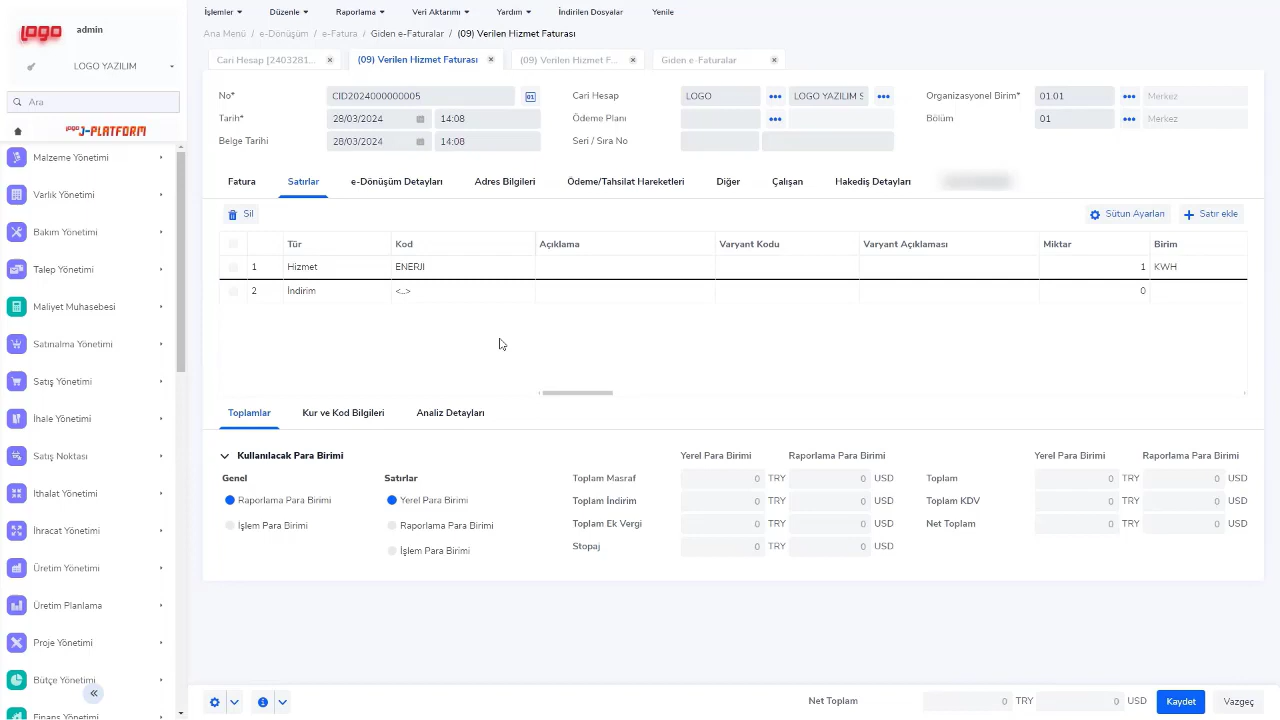 LOGO
admin
LOGO YAZILIM
Ara
LOGO J-PLATFORM
Malzeme Yönetimi
Varlık Yönetimi
Bakım Yönetimi
Talep Yönetimi
Maliyet Muhasebesi
Satınalma Yönetimi
Satış Yönetimi
İhale Yönetimi
Satış Noktası
İthalat Yönetimi
İhracat Yönetimi
Üretim Yönetimi
Üretim Planlama
Proje Yönetimi
Bütçe Yönetimi
Finans Yönetimi
İşlemler Düzenle Raporlama Veri Aktarımı Yardım İndirilen Dosyalar Yenile
Ana Menü / e-Dönüşüm / e-Fatura / Giden e-Faturalar / (09) Verilen Hizmet Faturası
Cari Hesap [2403281... × (09) Verilen Hizmet Faturası × (09) Verilen Hizmet F... × Giden e-Faturalar ×
No* CID2024000000005 Cari Hesap LOGO LOGO YAZILIM S Organizasyonel Birim* 01.01 Merkez
Tarih* 28/03/2024 14:08 Ödeme Planı Bölüm 01 Merkez
Belge Tarihi 28/03/2024 14:08 Seri / Sıra No
Fatura Satırlar e-Dönüşüm Detayları Adres Bilgileri Ödeme/Tahsilat Hareketleri Diğer Çalışan Hakediş Detayları
Sil Sütun Ayarları Satır ekle
Tür Kod Açıklama Varyant Kodu Varyant Açıklaması Miktar Birim
1 Hizmet ENERJI 1 KWH
2 İndirim <...> 0
Toplamlar Kur ve Kod Bilgileri Analiz Detayları
Kullanılacak Para Birimi Yerel Para Birimi Raporlama Para Birimi Yerel Para Birimi Raporlama Para Birimi
Genel Satırlar Toplam Masraf 0 TRY 0 USD Toplam 0 TRY 0 USD
Raporlama Para Birimi Yerel Para Birimi Toplam İndirim 0 TRY 0 USD Toplam KDV 0 TRY 0 USD
İşlem Para Birimi Raporlama Para Birimi Toplam Ek Vergi 0 TRY 0 USD Net Toplam 0 TRY 0 USD
İşlem Para Birimi Stopaj 0 TRY 0 USD
Net Toplam 0 TRY 0 USD Kaydet Vazgeç